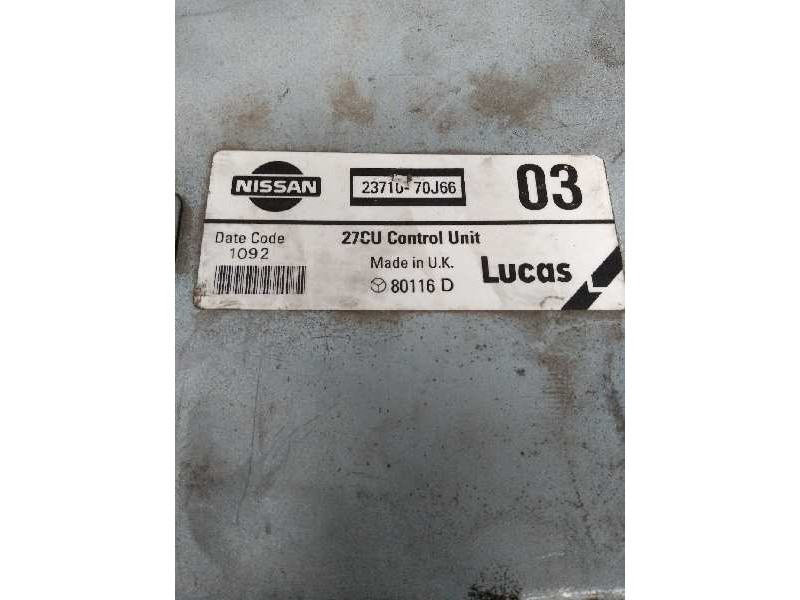 NISSAN
23710-70J66
03
Date Code
1092
27CU Control Unit
Made in U.K.
80116 D
Lucas